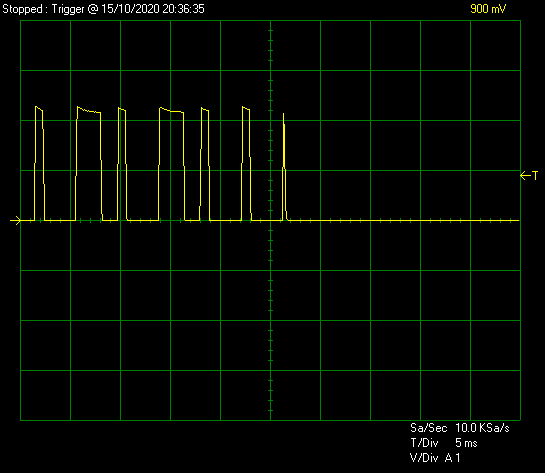 Stopped : Trigger @ 15/10/2020 20:36:35 900 mV
T
Sa/Sec 10.0 KSa/s
T/Div 5 ms
V/Div A 1